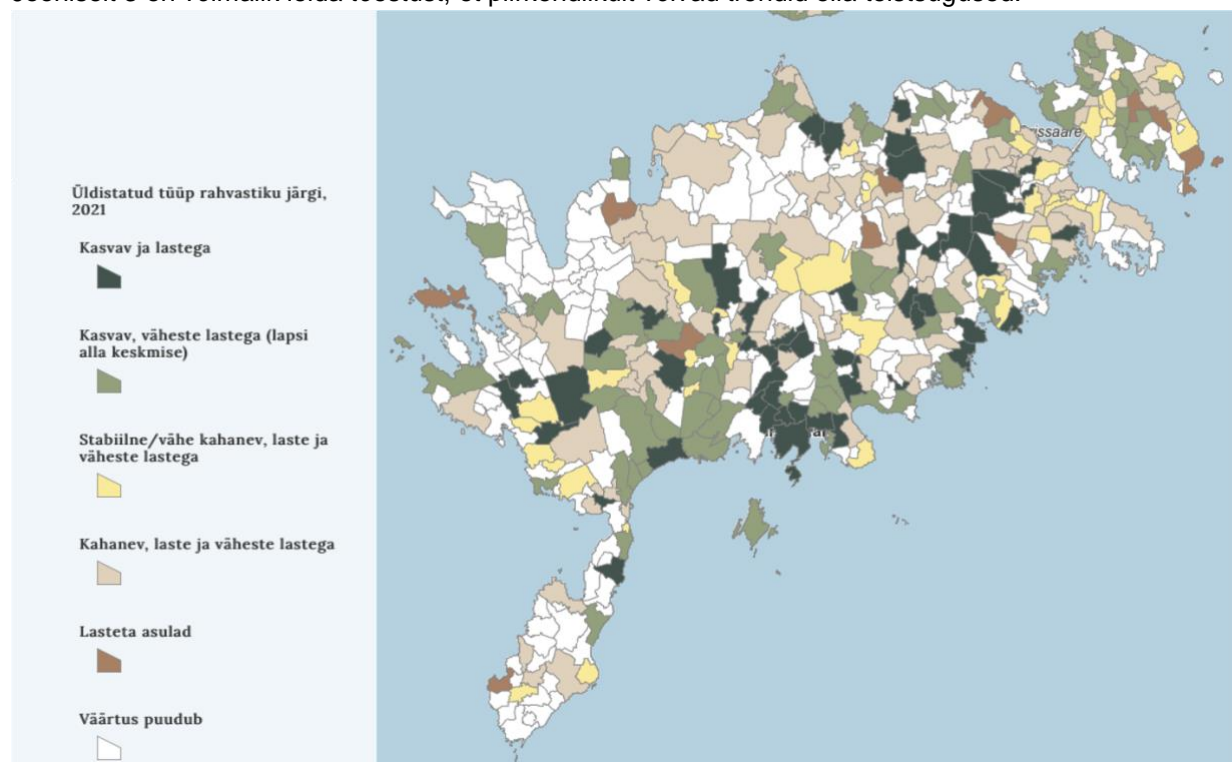 Üldistatud tüüp rahvastiku järgi,
2021
Kasvav ja lastega
Kasvav, väheste lastega (lapsi
alla keskmise)
Stabiilne/vähe kahanev, laste ja
väheste lastega
Kahanev, laste ja väheste lastega
Lasteta asulad
Väärtus puudub